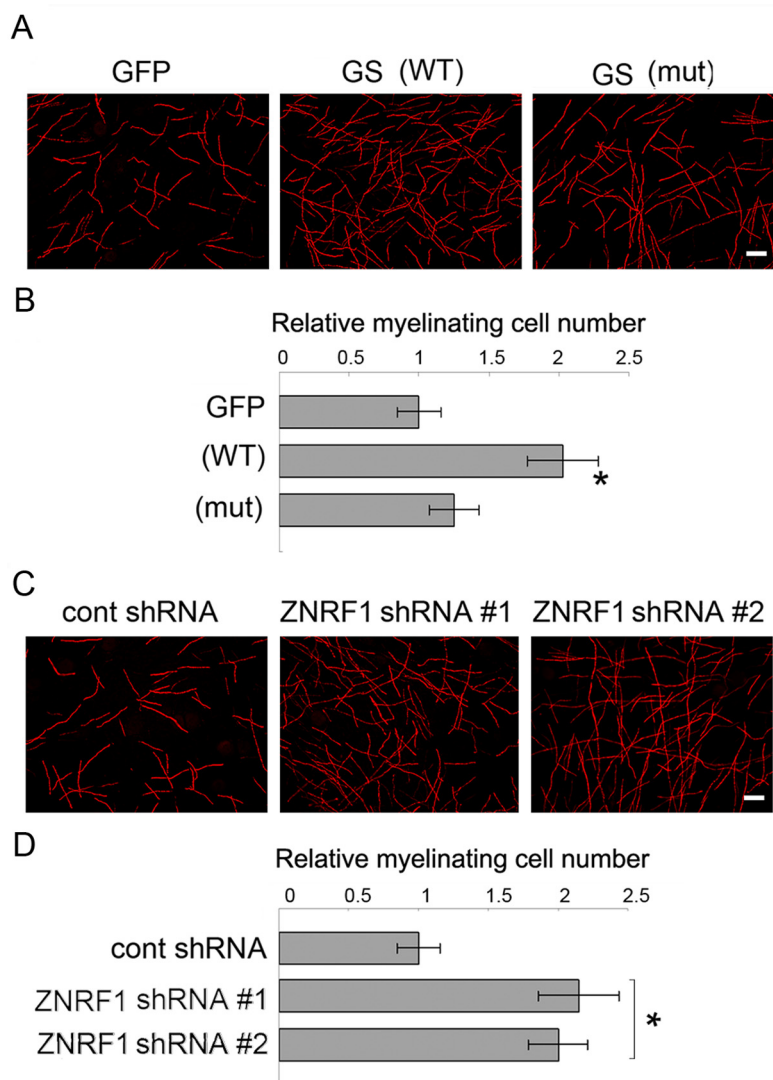 A
GFP
GS (WT)
GS (mut)
B
Relative myelinating cell number
0 0.5 1 1.5 2 2.5
GFP
(WT)
*
(mut)
C
cont shRNA
ZNRF1 shRNA #1
ZNRF1 shRNA #2
D
Relative myelinating cell number
0 0.5 1 1.5 2 2.5
cont shRNA
ZNRF1 shRNA #1
*
ZNRF1 shRNA #2